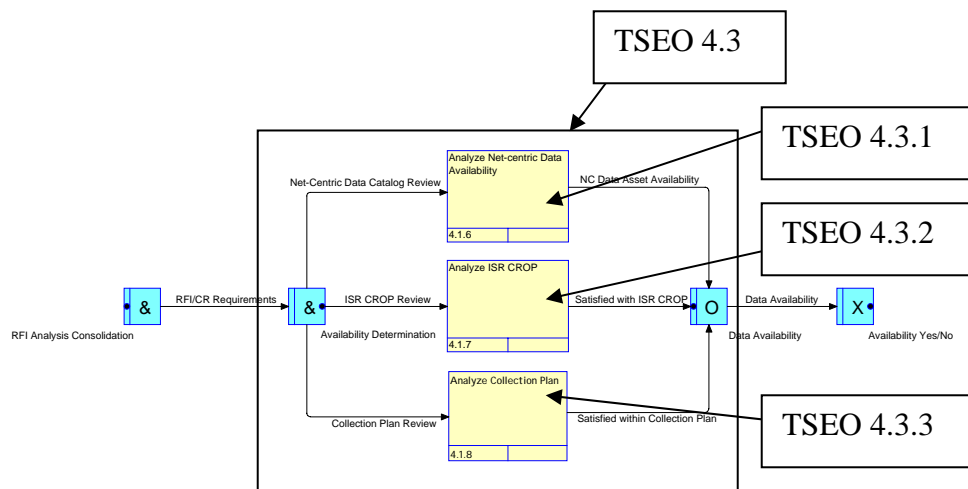 TSEO 4.3
TSEO 4.3.1
Analyze Net-centric Data
Availability
Net-Centric Data Catalog Review
NC Data Asset Availability
4.1.6
TSEO 4.3.2
Analyze ISR CROP
&
RFI/CR Requirements
&
ISR CROP Review
Satisfied with ISR CROP
O
Data Availability
X
RFI Analysis Consolidation
Availability Determination
4.1.7
Data Availability
Availability Yes/No
Analyze Collection Plan
TSEO 4.3.3
Collection Plan Review
Satisfied within Collection Plan
4.1.8